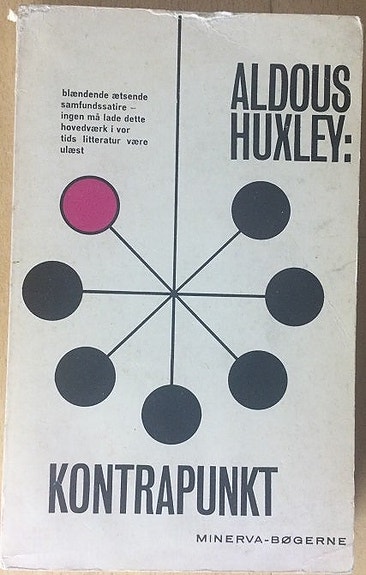 blændende ætsende
samfundssatire –
ingen må lade dette
hovedværk i vor
tids litteratur være
ulæst
ALDOUS
HUXLEY:
KONTRAPUNKT
MINERVA-BØGERNE